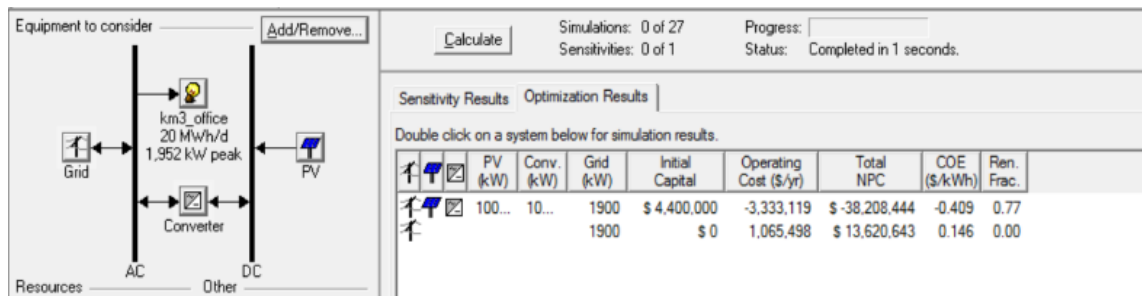 Equipment to consider
Add/Remove...
km3_office
20 MWh/d
1,952 kW peak
Grid
PV
Converter
AC
DC
Resources
Other
Calculate
Simulations: 0 of 27
Progress:
Sensitivities: 0 of 1
Status: Completed in 1 seconds.
Sensitivity Results
Optimization Results
Double click on a system below for simulation results.
PV (kW) Conv. (kW) Grid (kW) Initial Capital Operating Cost ($/yr) Total NPC COE ($/kWh) Ren. Frac.
100... 10... 1900 $ 4,400,000 -3,333,119 $ -38,208,444 -0.409 0.77
1900 $ 0 1,065,498 $ 13,620,643 0.146 0.00